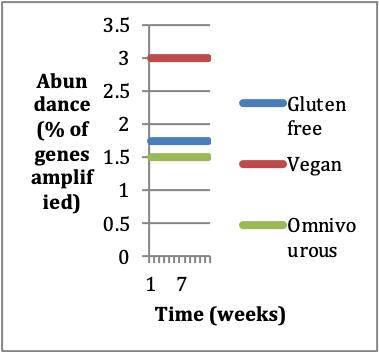 Abun
dance
(% of
genes
amplif
ied)
3.5
3
2.5
2
1.5
1
0.5
0
1 7
Time (weeks)
Gluten
free
Vegan
Omnivo
urous